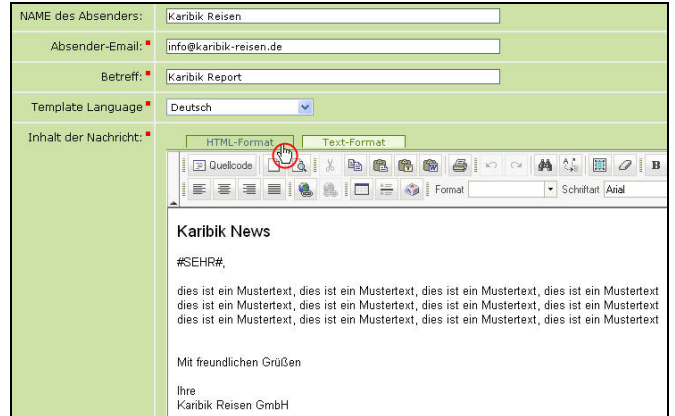 NAME des Absenders: Karibik Reisen
Absender-Email: info@karibik-reisen.de
Betreff: Karibik Report
Template Language Deutsch
Inhalt der Nachricht: HTML-Format Text-Format
Quellcode B
Format Schriftart Arial
Karibik News
#SEHR#,
dies ist ein Mustertext, dies ist ein Mustertext, dies ist ein Mustertext, dies ist ein Mustertext
dies ist ein Mustertext, dies ist ein Mustertext, dies ist ein Mustertext, dies ist ein Mustertext
dies ist ein Mustertext, dies ist ein Mustertext, dies ist ein Mustertext, dies ist ein Mustertext
Mit freundlichen Grüßen
Ihre
Karibik Reisen GmbH